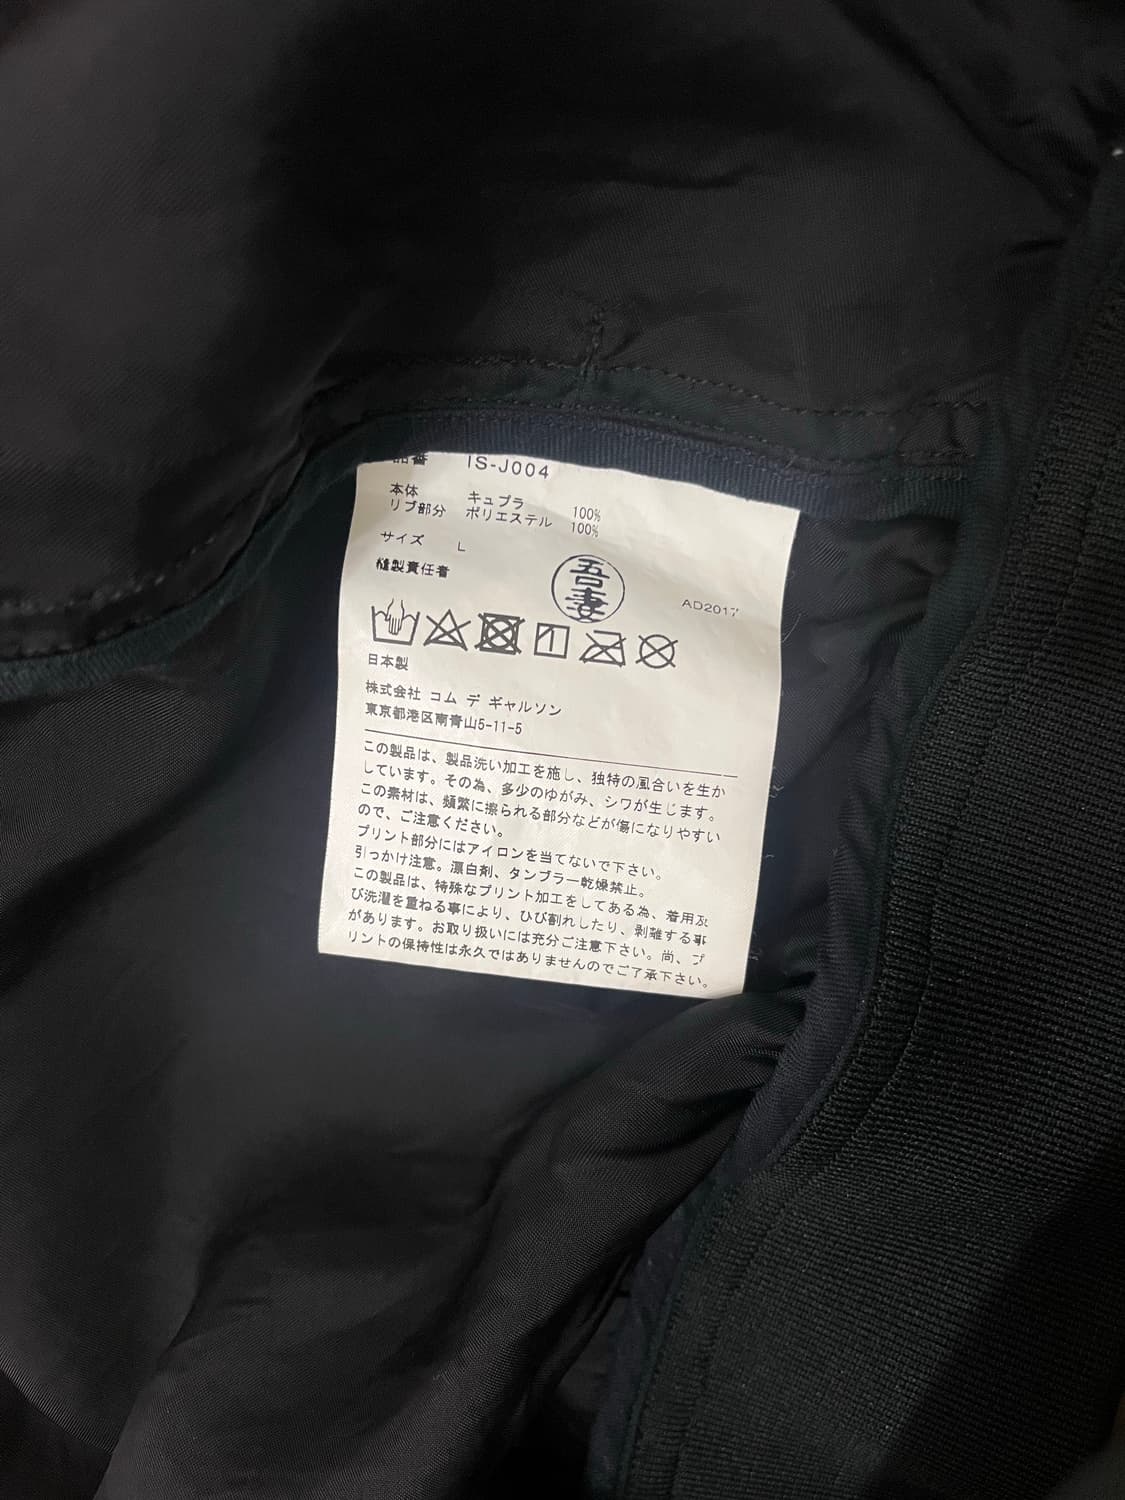 品番 IS-J004
本体 キュプラ 100%
リブ部分 ポリエステル 100%
サイズ L
縫製責任者
吾妻
AD2017
日本製
株式会社 コム デ ギャルソン
東京都港区南青山5-11-5
この製品は、製品洗い加工を施し、独特の風合いを生か
しています。その為、多少のゆがみ、シワが生じます。
この素材は、頻繁に擦られる部分などが傷になりやすい
ので、ご注意ください。
プリント部分にはアイロンを当てないで下さい。
引っかけ注意。漂白剤、タンブラー乾燥禁止。
この製品は、特殊なプリント加工をしてある為、着用及
び洗濯を重ねる事により、ひび割れしたり、剥離する事
があります。お取り扱いには充分ご注意下さい。尚、プ
リントの保持性は永久ではありませんのでご了承下さい。